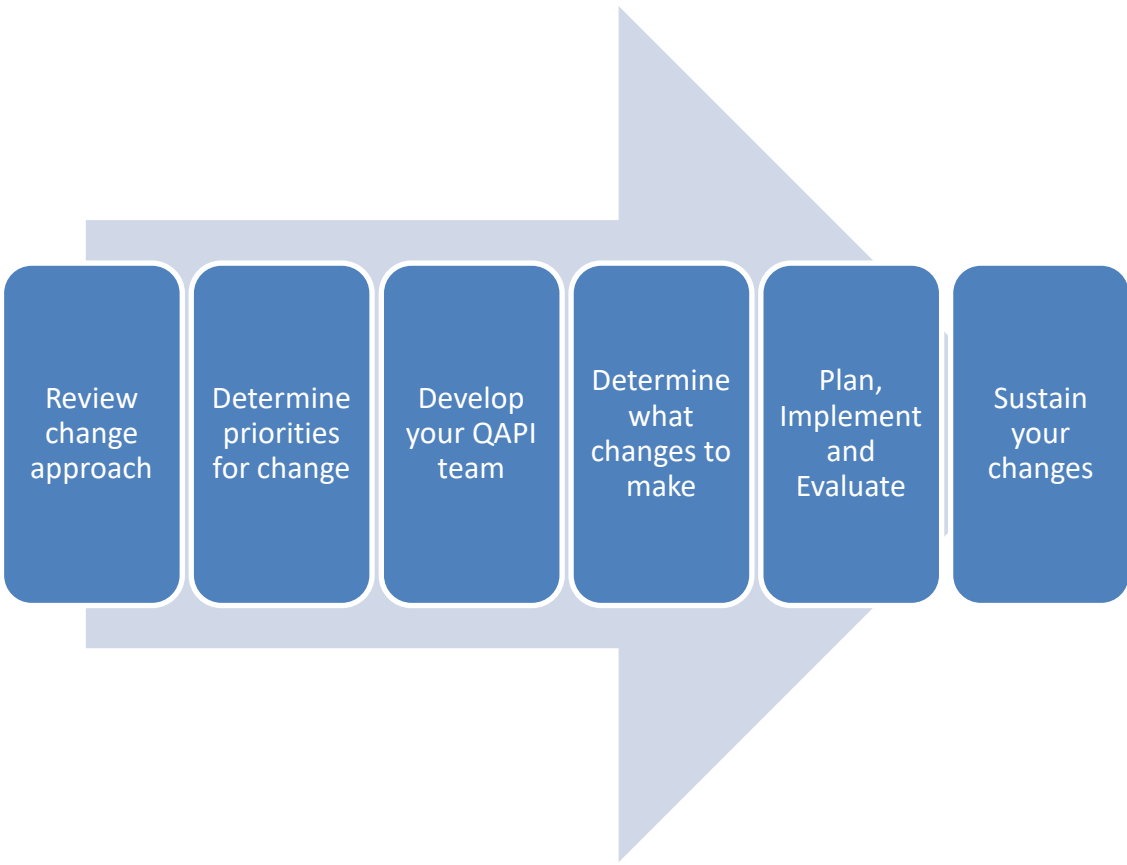 Review
change
approach
Determine
priorities
for change
Develop
your QAPI
team
Determine
what
changes to
make
Plan,
Implement
and
Evaluate
Sustain
your
changes